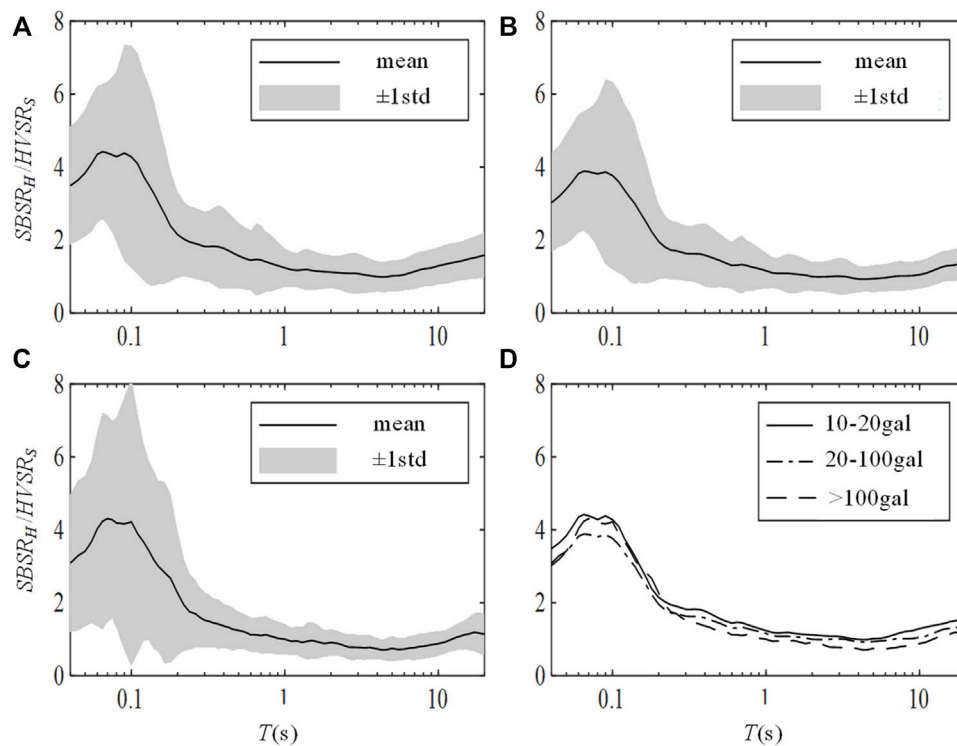 A
8
6
4
2
0
0.1
1
10
SBSR_H/HVSR_S
mean
±1std
B
8
6
4
2
0
0.1
1
10
mean
±1std
C
8
6
4
2
0
0.1
1
10
SBSR_H/HVSR_S
T(s)
mean
±1std
D
8
6
4
2
0
0.1
1
10
T(s)
10-20gal
20-100gal
>100gal